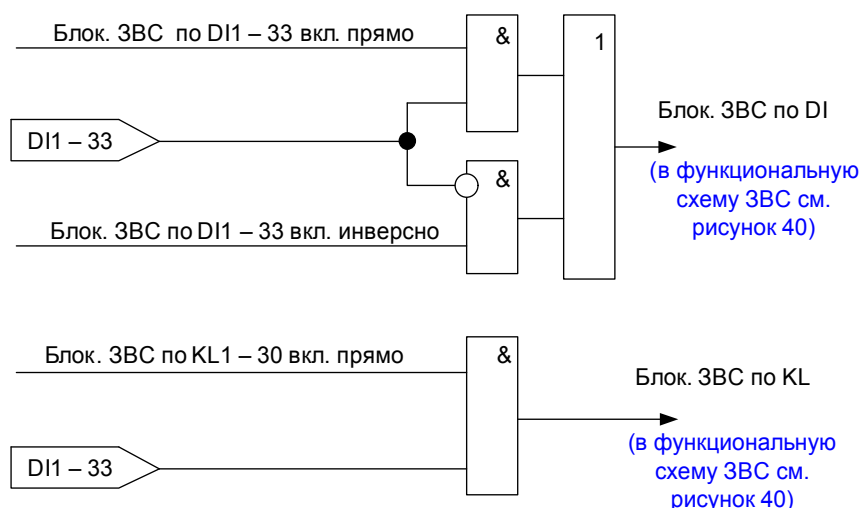 Блок. ЗВС по DI1 – 33 вкл. прямо
&
1
DI1 – 33
Блок. ЗВС по DI
(в функциональную
схему ЗВС см.
рисунок 40)
&
Блок. ЗВС по DI1 – 33 вкл. инверсно
Блок. ЗВС по KL1 – 30 вкл. прямо
&
Блок. ЗВС по KL
DI1 – 33
(в функциональную
схему ЗВС см.
рисунок 40)